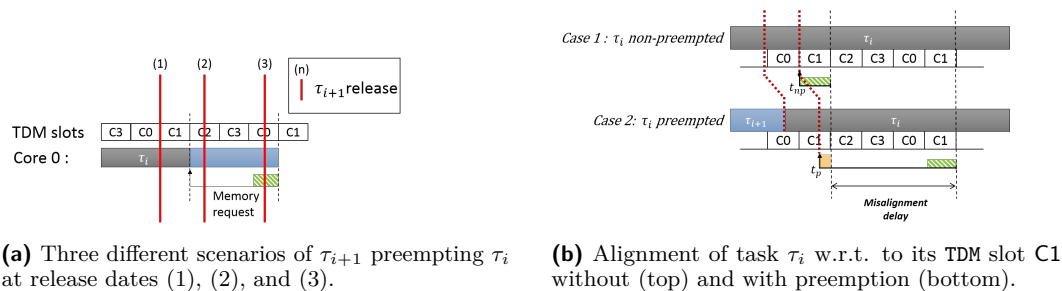 (1) (2) (3)
(n)
τi+1 release
TDM slots C3 C0 C1 C2 C3 C0 C1
Core 0 : τi
Memory
request
(a) Three different scenarios of τi+1 preempting τi
at release dates (1), (2), and (3).
Case 1 : τi non-preempted τi
C0 C1 C2 C3 C0 C1
tnp
Case 2: τi preempted τi+1 τi
C0 C1 C2 C3 C0 C1
tp
Misalignment
delay
(b) Alignment of task τi w.r.t. to its TDM slot C1
without (top) and with preemption (bottom).